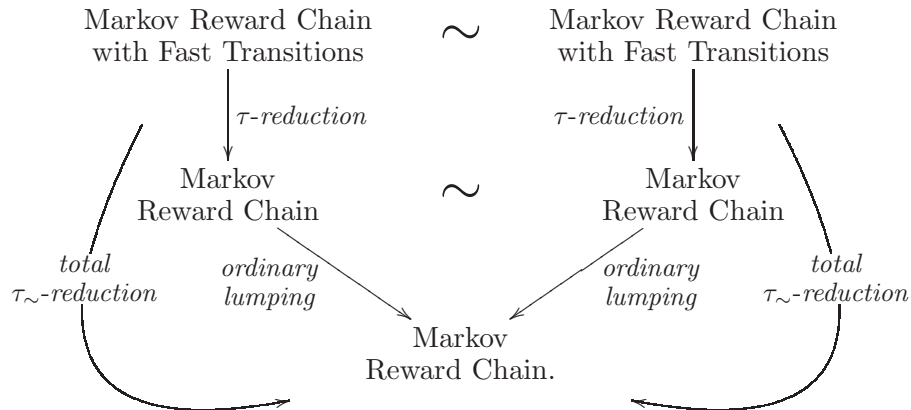 Markov Reward Chain
with Fast Transitions
∼
Markov Reward Chain
with Fast Transitions
τ-reduction
τ-reduction
Markov
Reward Chain
∼
Markov
Reward Chain
total
τ∼-reduction
ordinary
lumping
ordinary
lumping
total
τ∼-reduction
Markov
Reward Chain.